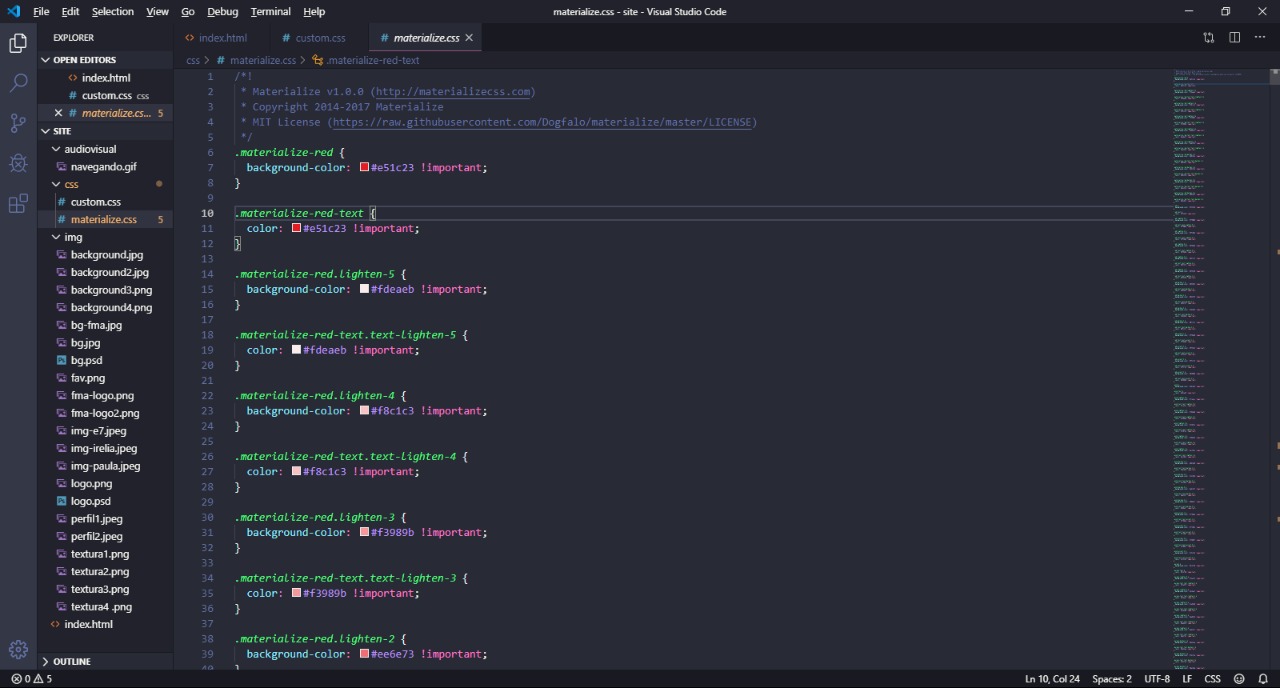 File Edit Selection View Go Debug Terminal Help
materialize.css - site - Visual Studio Code
EXPLORER
OPEN EDITORS
index.html
custom.css css
materialize.cs... 5
SITE
audiovisual
navegando.gif
css
custom.css
materialize.css 5
img
background.jpg
background2.jpg
background3.png
background4.png
bg-fma.jpg
bg.jpg
bg.psd
fav.png
fma-logo.png
fma-logo2.png
img-e7.jpeg
img-irelia.jpeg
img-paula.jpeg
logo.png
logo.psd
perfil1.jpeg
perfil2.jpeg
textura1.png
textura2.png
textura3.png
textura4 .png
index.html
OUTLINE
index.html custom.css materialize.css
css > materialize.css > .materialize-red-text
1 /*!
2 * Materialize v1.0.0 (http://materializecss.com)
3 * Copyright 2014-2017 Materialize
4 * MIT License (https://raw.githubusercontent.com/Dogfalo/materialize/master/LICENSE)
5 */
6 .materialize-red {
7 background-color: #e51c23 !important;
8 }
9
10 .materialize-red-text {
11 color: #e51c23 !important;
12 }
13
14 .materialize-red.lighten-5 {
15 background-color: #fdeaeb !important;
16 }
17
18 .materialize-red-text.text-lighten-5 {
19 color: #fdeaeb !important;
20 }
21
22 .materialize-red.lighten-4 {
23 background-color: #f8c1c3 !important;
24 }
25
26 .materialize-red-text.text-lighten-4 {
27 color: #f8c1c3 !important;
28 }
29
30 .materialize-red.lighten-3 {
31 background-color: #f3989b !important;
32 }
33
34 .materialize-red-text.text-lighten-3 {
35 color: #f3989b !important;
36 }
37
38 .materialize-red.lighten-2 {
39 background-color: #ee6e73 !important;
40 }
0 5
Ln 10, Col 24 Spaces: 2 UTF-8 LF CSS